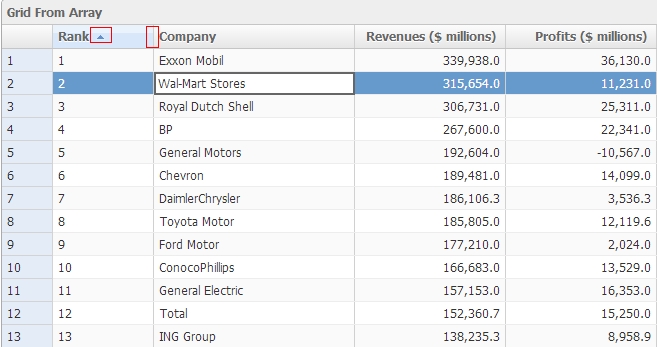 Grid From Array
Rank Company Revenues ($ millions) Profits ($ millions)
1 1 Exxon Mobil 339,938.0 36,130.0
2 2 Wal-Mart Stores 315,654.0 11,231.0
3 3 Royal Dutch Shell 306,731.0 25,311.0
4 4 BP 267,600.0 22,341.0
5 5 General Motors 192,604.0 -10,567.0
6 6 Chevron 189,481.0 14,099.0
7 7 DaimlerChrysler 186,106.3 3,536.3
8 8 Toyota Motor 185,805.0 12,119.6
9 9 Ford Motor 177,210.0 2,024.0
10 10 ConocoPhillips 166,683.0 13,529.0
11 11 General Electric 157,153.0 16,353.0
12 12 Total 152,360.7 15,250.0
13 13 ING Group 138,235.3 8,958.9